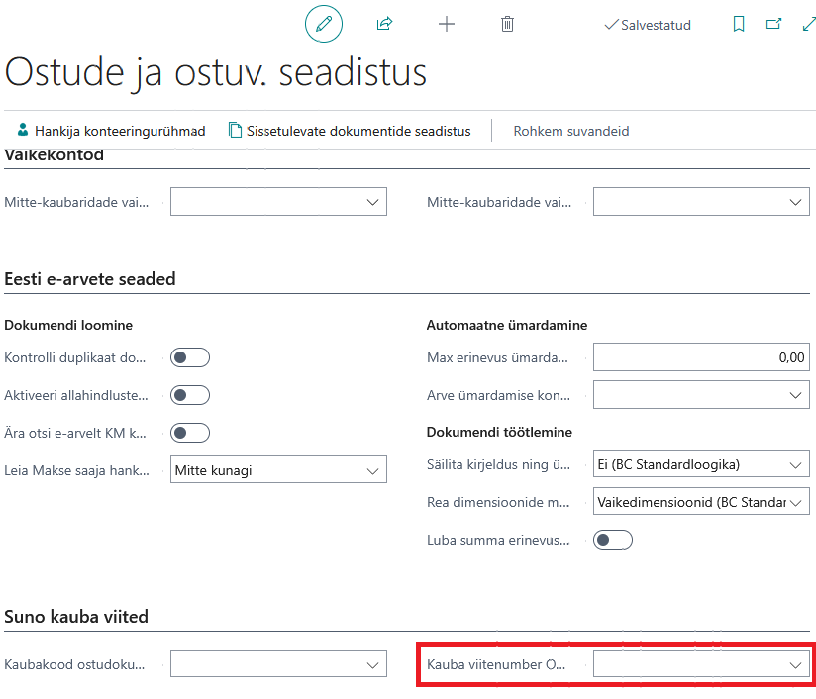 Salvestatud
Ostude ja ostuv. seadistus
Hankija konteeringurühmad Sissetulevate dokumentide seadistus Rohkem suvandeid
Vaikekontod
Mitte-kaubaridade vai... Mitte-kaubaridade vai...
Eesti e-arvete seaded
Dokumendi loomine
Kontrolli duplikaat do...
Aktiveeri allahindluste...
Ära otsi e-arvelt KM k...
Leia Makse saaja hank... Mitte kunagi
Automaatne ümardamine
Max erinevus ümarda... 0,00
Arve ümardamise kon...
Dokumendi töötlemine
Säilita kirjeldus ning ü... Ei (BC Standardloogika)
Rea dimensioonide m... Vaikedimensioonid (BC Standar
Luba summa erinevus...
Suno kauba viited
Kaubakood ostudoku... Kauba viitenumber O...